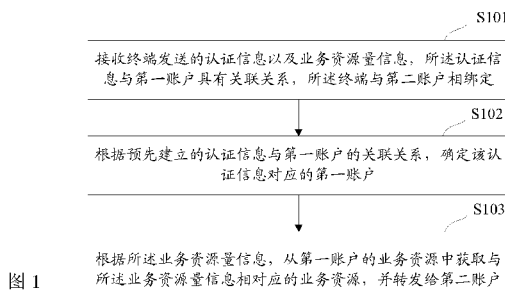 S101
接收终端发送的认证信息以及业务资源量信息，所述认证信
息与第一账户具有关联关系，所述终端与第二账户相绑定
S102
根据预先建立的认证信息与第一账户的关联关系，确定该认
证信息对应的第一账户
S103
根据所述业务资源量信息，从第一账户的业务资源中获取与
所述业务资源量信息相对应的业务资源，并转发给第二账户
图 1